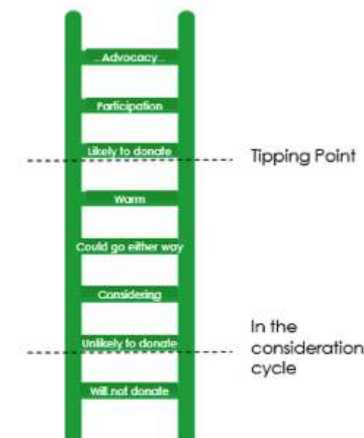 Advocacy
Participation
Likely to donate
Tipping Point
Warm
Could go either way
Considering
Unlikely to donate
In the
consideration
cycle
Will not donate